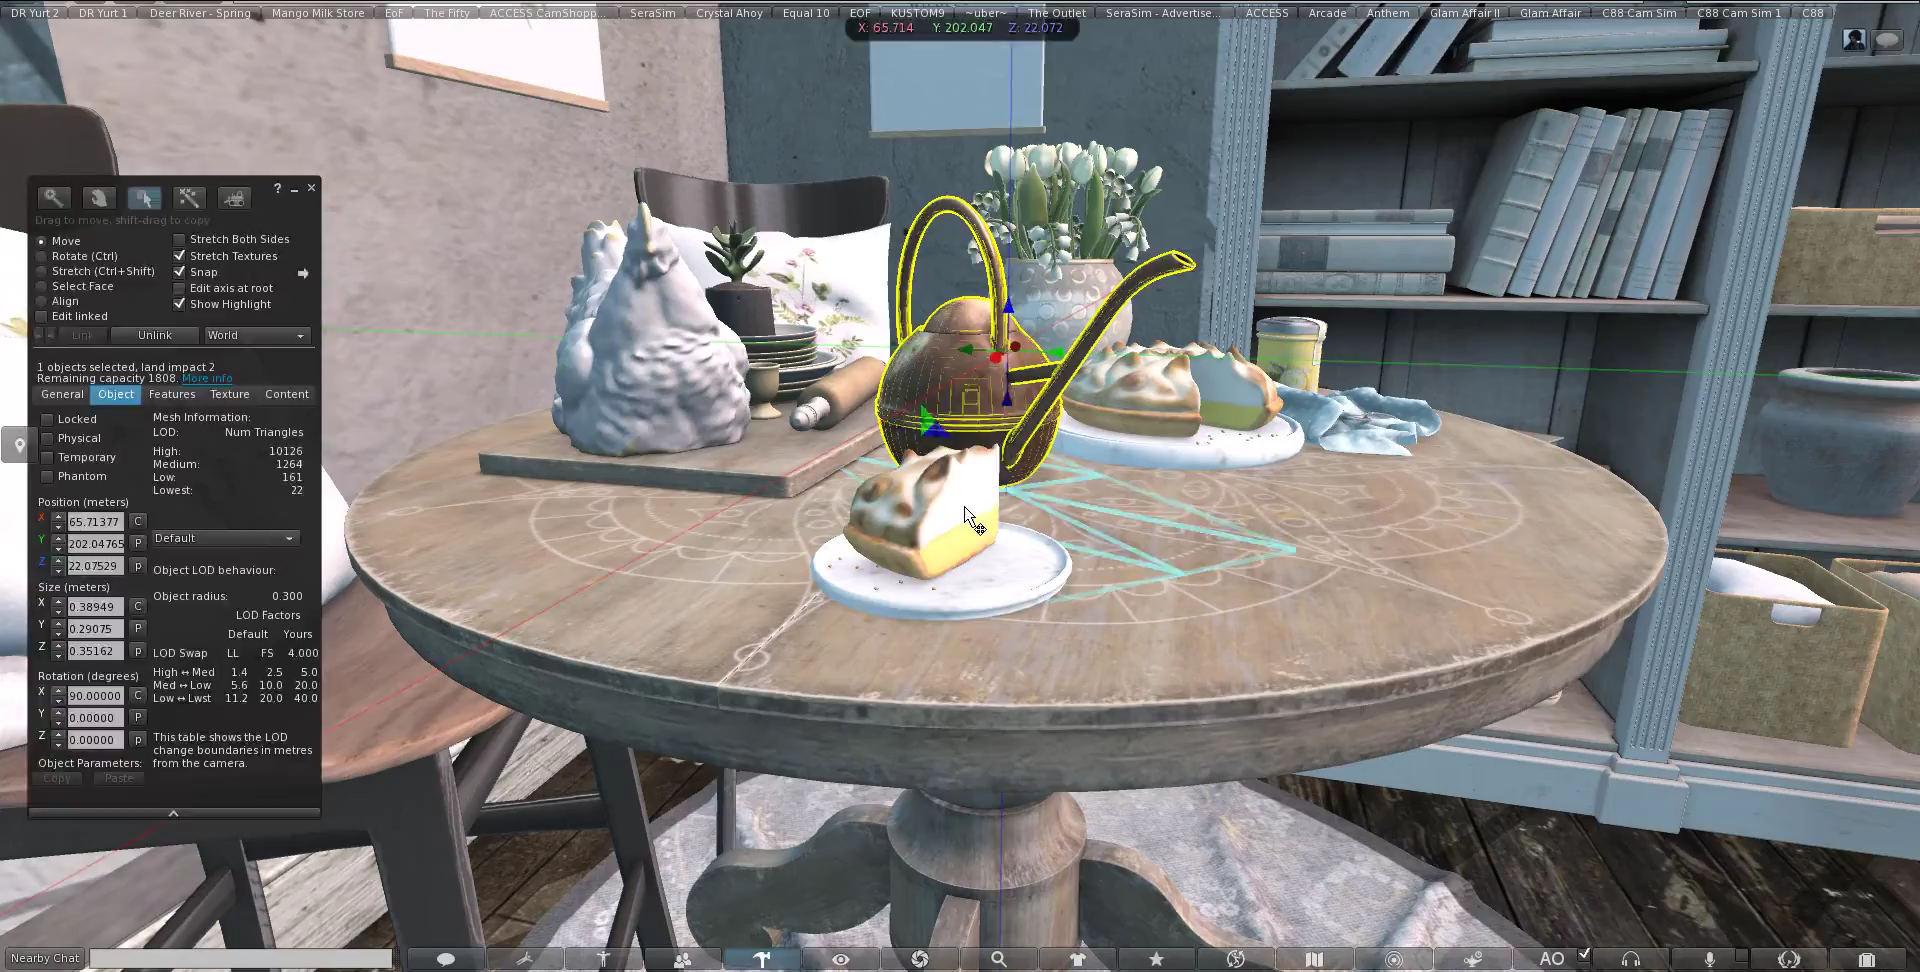 DR Yurt 2 DR Yurt 1 Deer River - Spring Mango Milk Store EoF The Fifty ACCESS CamShopp... SeraSim Crystal Ahoy Equal 10 EOF KUSTOM9 ~uber~ The Outlet SeraSim - Advertise... ACCESS Arcade Anthem Glam Affair II Glam Affair C88 Cam Sim C88 Cam Sim 1 C88
X: 65.714 Y: 202.047 Z: 22.072
?
Drag to move, shift-drag to copy
Move
Rotate (Ctrl)
Stretch (Ctrl+Shift)
Select Face
Align
Edit linked
Stretch Both Sides
Stretch Textures
Snap
Edit axis at root
Show Highlight
Link Unlink World
1 objects selected, land impact 2
Remaining capacity 1808. More info
General Object Features Texture Content
Locked
Physical
Temporary
Phantom
Mesh Information:
LOD: Num Triangles
High: 10126
Medium: 1264
Low: 161
Lowest: 22
Position (meters)
X 65.71377 C
Y 202.04765 P
Z 22.07529 p
Default
Object LOD behaviour:
Size (meters)
X 0.38949 C
Y 0.29075 P
Z 0.35162 p
Object radius: 0.300
LOD Factors
Default Yours
LOD Swap LL FS 4.000
High ↔ Med 1.4 2.5 5.0
Med ↔ Low 5.6 10.0 20.0
Low ↔ Lwst 11.2 20.0 40.0
Rotation (degrees)
X 90.00000 C
Y 0.00000 P
Z 0.00000 p
This table shows the LOD
change boundaries in metres
from the camera.
Object Parameters:
Copy Paste
Nearby Chat
AO